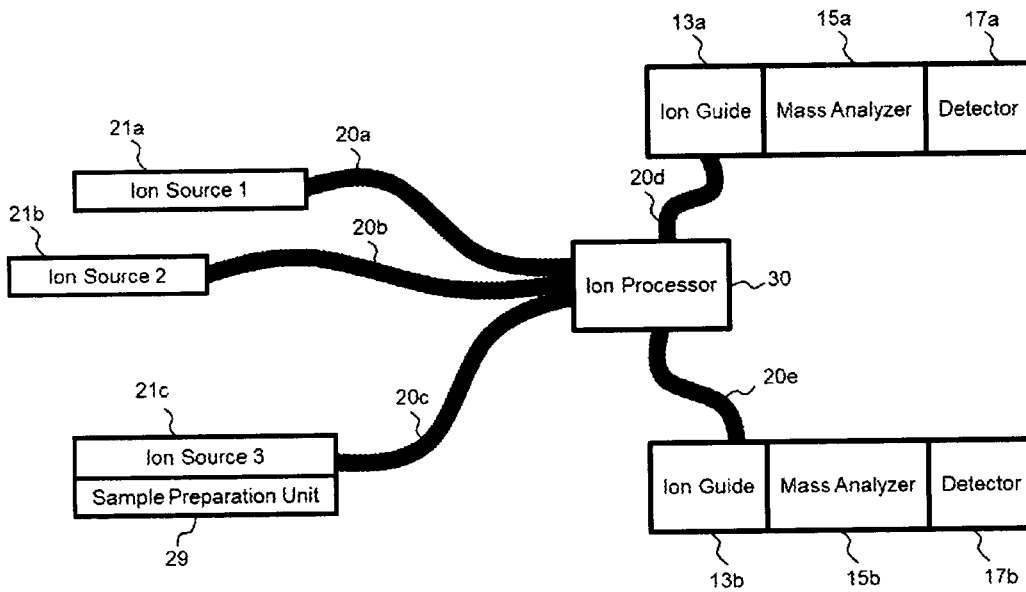 13a 15a 17a
Ion Guide Mass Analyzer Detector
21a 20a
Ion Source 1
20d
21b 20b
Ion Source 2
Ion Processor 30
21c 20c 20e
Ion Source 3
Sample Preparation Unit
29
Ion Guide Mass Analyzer Detector
13b 15b 17b